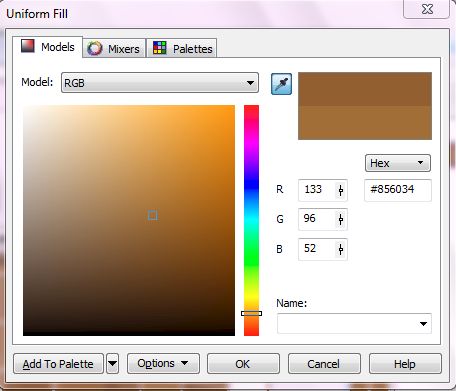 Uniform Fill
Models Mixers Palettes
Model: RGB
Hex
R 133 #856034
G 96
B 52
Name:
Add To Palette Options OK Cancel Help